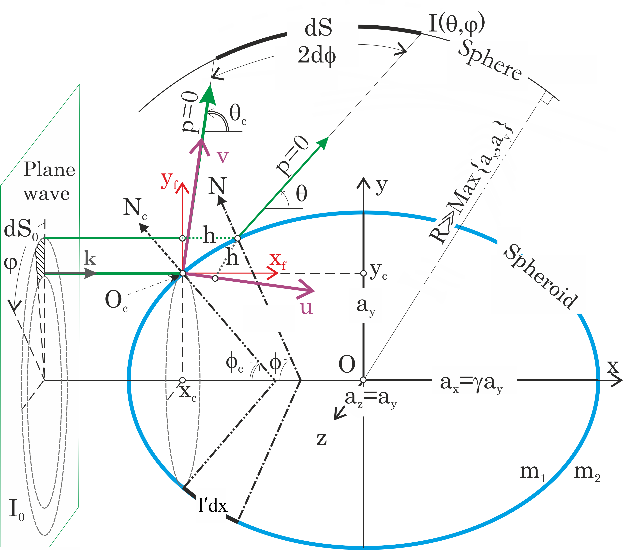 dS
2dϕ
I(θ,φ)
Sphere
p=0
θc
v
p=0
N
θ
R≫Max{ax,ay}
y
Plane
wave
yf
Nc
dS0
h
h
φ
k
xf
yc
Spheroid
Oc
u
ay
ϕc
ϕ
O
x
xc
az=ay
ax=γay
z
I0
I'dx
m1
m2